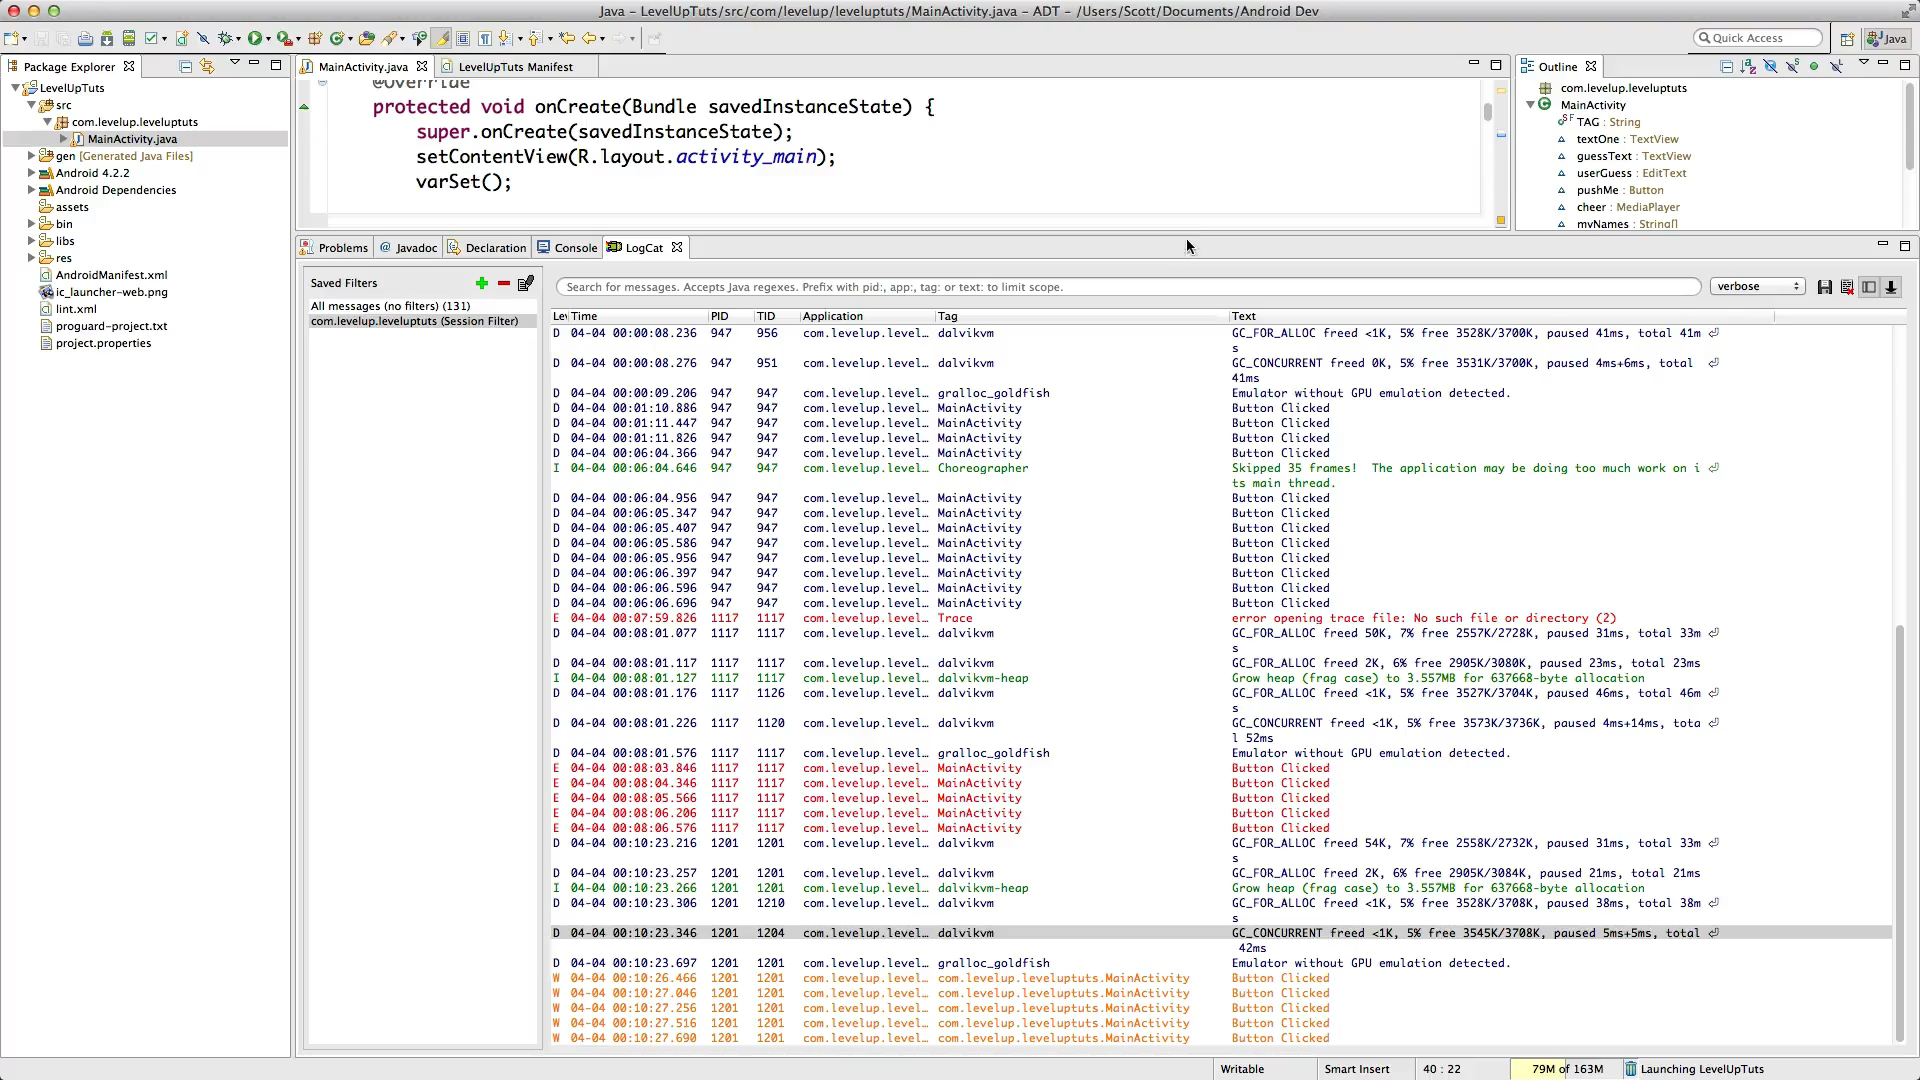 Java – LevelUpTuts/src/com/levelup/leveluptuts/MainActivity.java – ADT – /Users/Scott/Documents/Android Dev
Quick Access
Java
Package Explorer
LevelUpTuts
src
com.levelup.leveluptuts
MainActivity.java
gen [Generated Java Files]
Android 4.2.2
Android Dependencies
assets
bin
libs
res
AndroidManifest.xml
ic_launcher-web.png
lint.xml
proguard-project.txt
project.properties
MainActivity.java
LevelUpTuts Manifest
@Override
protected void onCreate(Bundle savedInstanceState) {
super.onCreate(savedInstanceState);
setContentView(R.layout.activity_main);
varSet();
Outline
com.levelup.leveluptuts
MainActivity
TAG : String
textOne : TextView
guessText : TextView
userGuess : EditText
pushMe : Button
cheer : MediaPlayer
myNames : String[]
Problems @ Javadoc Declaration Console LogCat
Saved Filters
All messages (no filters) (131)
com.levelup.leveluptuts (Session Filter)
Search for messages. Accepts Java regexes. Prefix with pid:, app:, tag: or text: to limit scope.
verbose
Lev Time PID TID Application Tag Text
D 04-04 00:00:08.236 947 956 com.levelup.level… dalvikvm GC_FOR_ALLOC freed <1K, 5% free 3528K/3700K, paused 41ms, total 41m
s
D 04-04 00:00:08.276 947 951 com.levelup.level… dalvikvm GC_CONCURRENT freed 0K, 5% free 3531K/3700K, paused 4ms+6ms, total
41ms
D 04-04 00:00:09.206 947 947 com.levelup.level… gralloc_goldfish Emulator without GPU emulation detected.
D 04-04 00:01:10.886 947 947 com.levelup.level… MainActivity Button Clicked
D 04-04 00:01:11.447 947 947 com.levelup.level… MainActivity Button Clicked
D 04-04 00:01:11.826 947 947 com.levelup.level… MainActivity Button Clicked
D 04-04 00:06:04.366 947 947 com.levelup.level… MainActivity Button Clicked
I 04-04 00:06:04.646 947 947 com.levelup.level… Choreographer Skipped 35 frames! The application may be doing too much work on i
ts main thread.
D 04-04 00:06:04.956 947 947 com.levelup.level… MainActivity Button Clicked
D 04-04 00:06:05.347 947 947 com.levelup.level… MainActivity Button Clicked
D 04-04 00:06:05.407 947 947 com.levelup.level… MainActivity Button Clicked
D 04-04 00:06:05.586 947 947 com.levelup.level… MainActivity Button Clicked
D 04-04 00:06:05.956 947 947 com.levelup.level… MainActivity Button Clicked
D 04-04 00:06:06.397 947 947 com.levelup.level… MainActivity Button Clicked
D 04-04 00:06:06.596 947 947 com.levelup.level… MainActivity Button Clicked
D 04-04 00:06:06.696 947 947 com.levelup.level… MainActivity Button Clicked
E 04-04 00:07:59.826 1117 1117 com.levelup.level… Trace error opening trace file: No such file or directory (2)
D 04-04 00:08:01.077 1117 1117 com.levelup.level… dalvikvm GC_FOR_ALLOC freed 50K, 7% free 2557K/2728K, paused 31ms, total 33m
s
D 04-04 00:08:01.117 1117 1117 com.levelup.level… dalvikvm GC_FOR_ALLOC freed 2K, 6% free 2905K/3080K, paused 23ms, total 23ms
I 04-04 00:08:01.127 1117 1117 com.levelup.level… dalvikvm-heap Grow heap (frag case) to 3.557MB for 637668-byte allocation
D 04-04 00:08:01.176 1117 1126 com.levelup.level… dalvikvm GC_FOR_ALLOC freed <1K, 5% free 3527K/3704K, paused 46ms, total 46m
s
D 04-04 00:08:01.226 1117 1120 com.levelup.level… dalvikvm GC_CONCURRENT freed <1K, 5% free 3573K/3736K, paused 4ms+14ms, tota
l 52ms
D 04-04 00:08:01.576 1117 1117 com.levelup.level… gralloc_goldfish Emulator without GPU emulation detected.
E 04-04 00:08:03.846 1117 1117 com.levelup.level… MainActivity Button Clicked
E 04-04 00:08:04.346 1117 1117 com.levelup.level… MainActivity Button Clicked
E 04-04 00:08:05.566 1117 1117 com.levelup.level… MainActivity Button Clicked
E 04-04 00:08:06.206 1117 1117 com.levelup.level… MainActivity Button Clicked
E 04-04 00:08:06.576 1117 1117 com.levelup.level… MainActivity Button Clicked
D 04-04 00:10:23.216 1201 1201 com.levelup.level… dalvikvm GC_FOR_ALLOC freed 54K, 7% free 2558K/2732K, paused 31ms, total 33m
s
D 04-04 00:10:23.257 1201 1201 com.levelup.level… dalvikvm GC_FOR_ALLOC freed 2K, 6% free 2905K/3084K, paused 21ms, total 21ms
I 04-04 00:10:23.266 1201 1201 com.levelup.level… dalvikvm-heap Grow heap (frag case) to 3.557MB for 637668-byte allocation
D 04-04 00:10:23.306 1201 1210 com.levelup.level… dalvikvm GC_FOR_ALLOC freed <1K, 5% free 3528K/3708K, paused 38ms, total 38m
s
D 04-04 00:10:23.346 1201 1204 com.levelup.level… dalvikvm GC_CONCURRENT freed <1K, 5% free 3545K/3708K, paused 5ms+5ms, total
42ms
D 04-04 00:10:23.697 1201 1201 com.levelup.level… gralloc_goldfish Emulator without GPU emulation detected.
W 04-04 00:10:26.466 1201 1201 com.levelup.level… com.levelup.leveluptuts.MainActivity Button Clicked
W 04-04 00:10:27.046 1201 1201 com.levelup.level… com.levelup.leveluptuts.MainActivity Button Clicked
W 04-04 00:10:27.256 1201 1201 com.levelup.level… com.levelup.leveluptuts.MainActivity Button Clicked
W 04-04 00:10:27.516 1201 1201 com.levelup.level… com.levelup.leveluptuts.MainActivity Button Clicked
W 04-04 00:10:27.690 1201 1201 com.levelup.level… com.levelup.leveluptuts.MainActivity Button Clicked
Writable Smart Insert 40 : 22 79M of 163M Launching LevelUpTuts